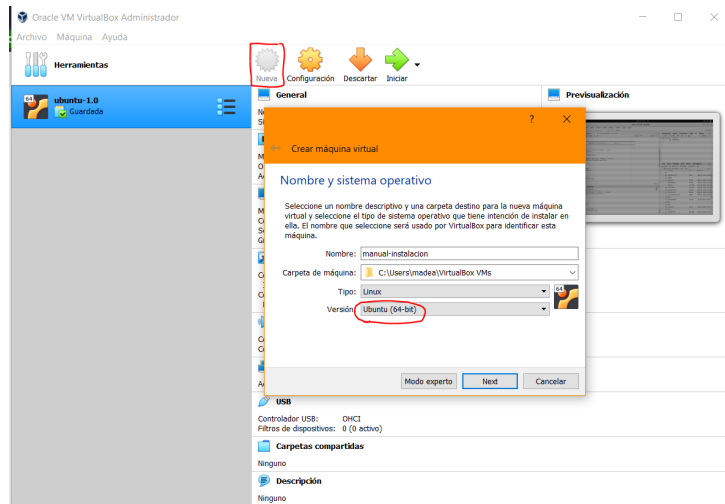 Oracle VM VirtualBox Administrador
Archivo Máquina Ayuda
Herramientas
Nueva Configuración Descartar Iniciar
64 ubuntu-1.0
Guardada
General
Previsualización
? ×
Crear máquina virtual
Nombre y sistema operativo
Seleccione un nombre descriptivo y una carpeta destino para la nueva máquina
virtual y seleccione el tipo de sistema operativo que tiene intención de instalar en
ella. El nombre que seleccione será usado por VirtualBox para identificar esta
máquina.
Nombre: manual-instalacion
Carpeta de máquina: C:\Users\madea\VirtualBox VMs
Tipo: Linux
64
Versión: Ubuntu (64-bit)
Modo experto Next Cancelar
USB
Controlador USB: OHCI
Filtros de dispositivos: 0 (0 activo)
Carpetas compartidas
Ninguno
Descripción
Ninguno